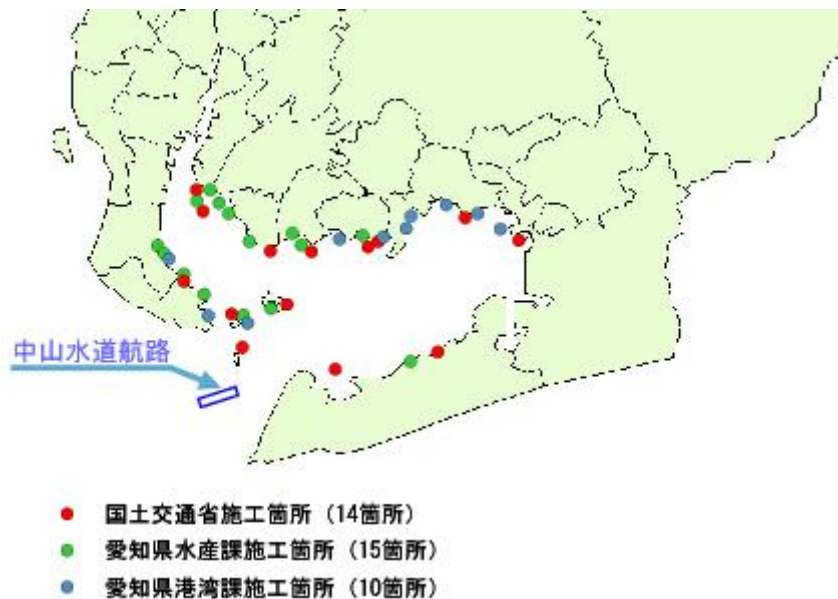 中山水道航路
国土交通省施工箇所（14箇所）
愛知県水産課施工箇所（15箇所）
愛知県港湾課施工箇所（10箇所）